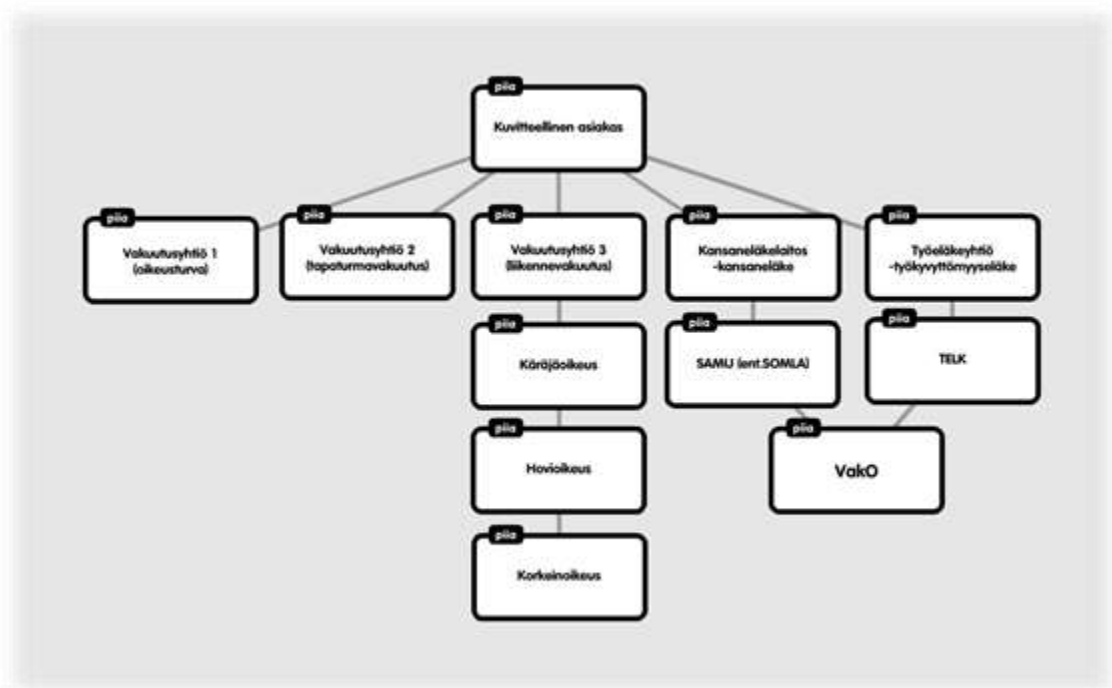 piia
Kuvitteellinen asiakas
piia
Vakuutusyhtiö 1
(oikeusturva)
piia
Vakuutusyhtiö 2
(tapaturmavakuutus)
piia
Vakuutusyhtiö 3
(liikennevakuutus)
piia
Kansaneläkelaitos
-kansaneläke
piia
Työeläkeyhtiö
-työkyvyttömyyseläke
piia
Käräjäoikeus
piia
SAMU (ent.SOMLA)
piia
TELK
piia
Hovioikeus
piia
VakO
piia
Korkeinoikeus